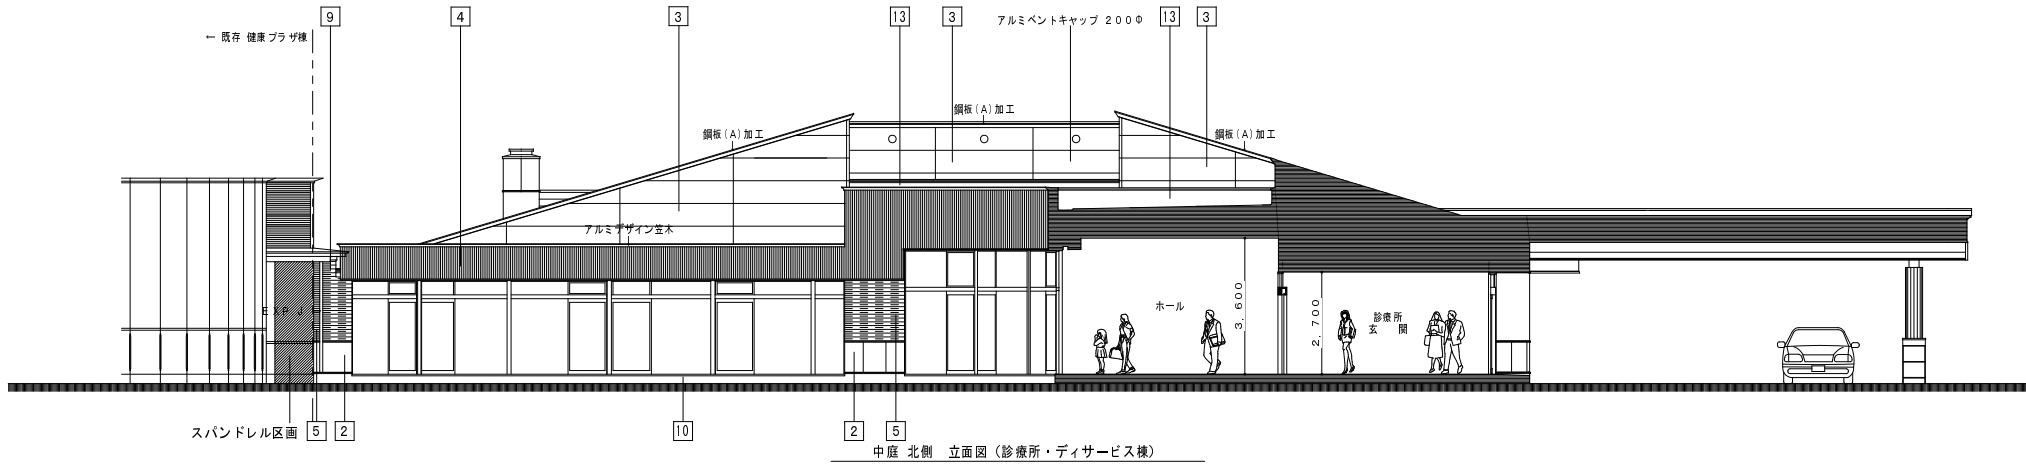 9
4
3
13
3
アルミベントキャップ 200Φ
13
3
← 既存 健康プラザ棟
鋼板(A)加工
鋼板(A)加工
鋼板(A)加工
アルミデザイン笠木
EXP J
ホール
3,600
2,700
診療所
玄 関
スパンドレル区画
5
2
10
2
5
中庭 北側 立面図 (診療所・ディサービス棟)